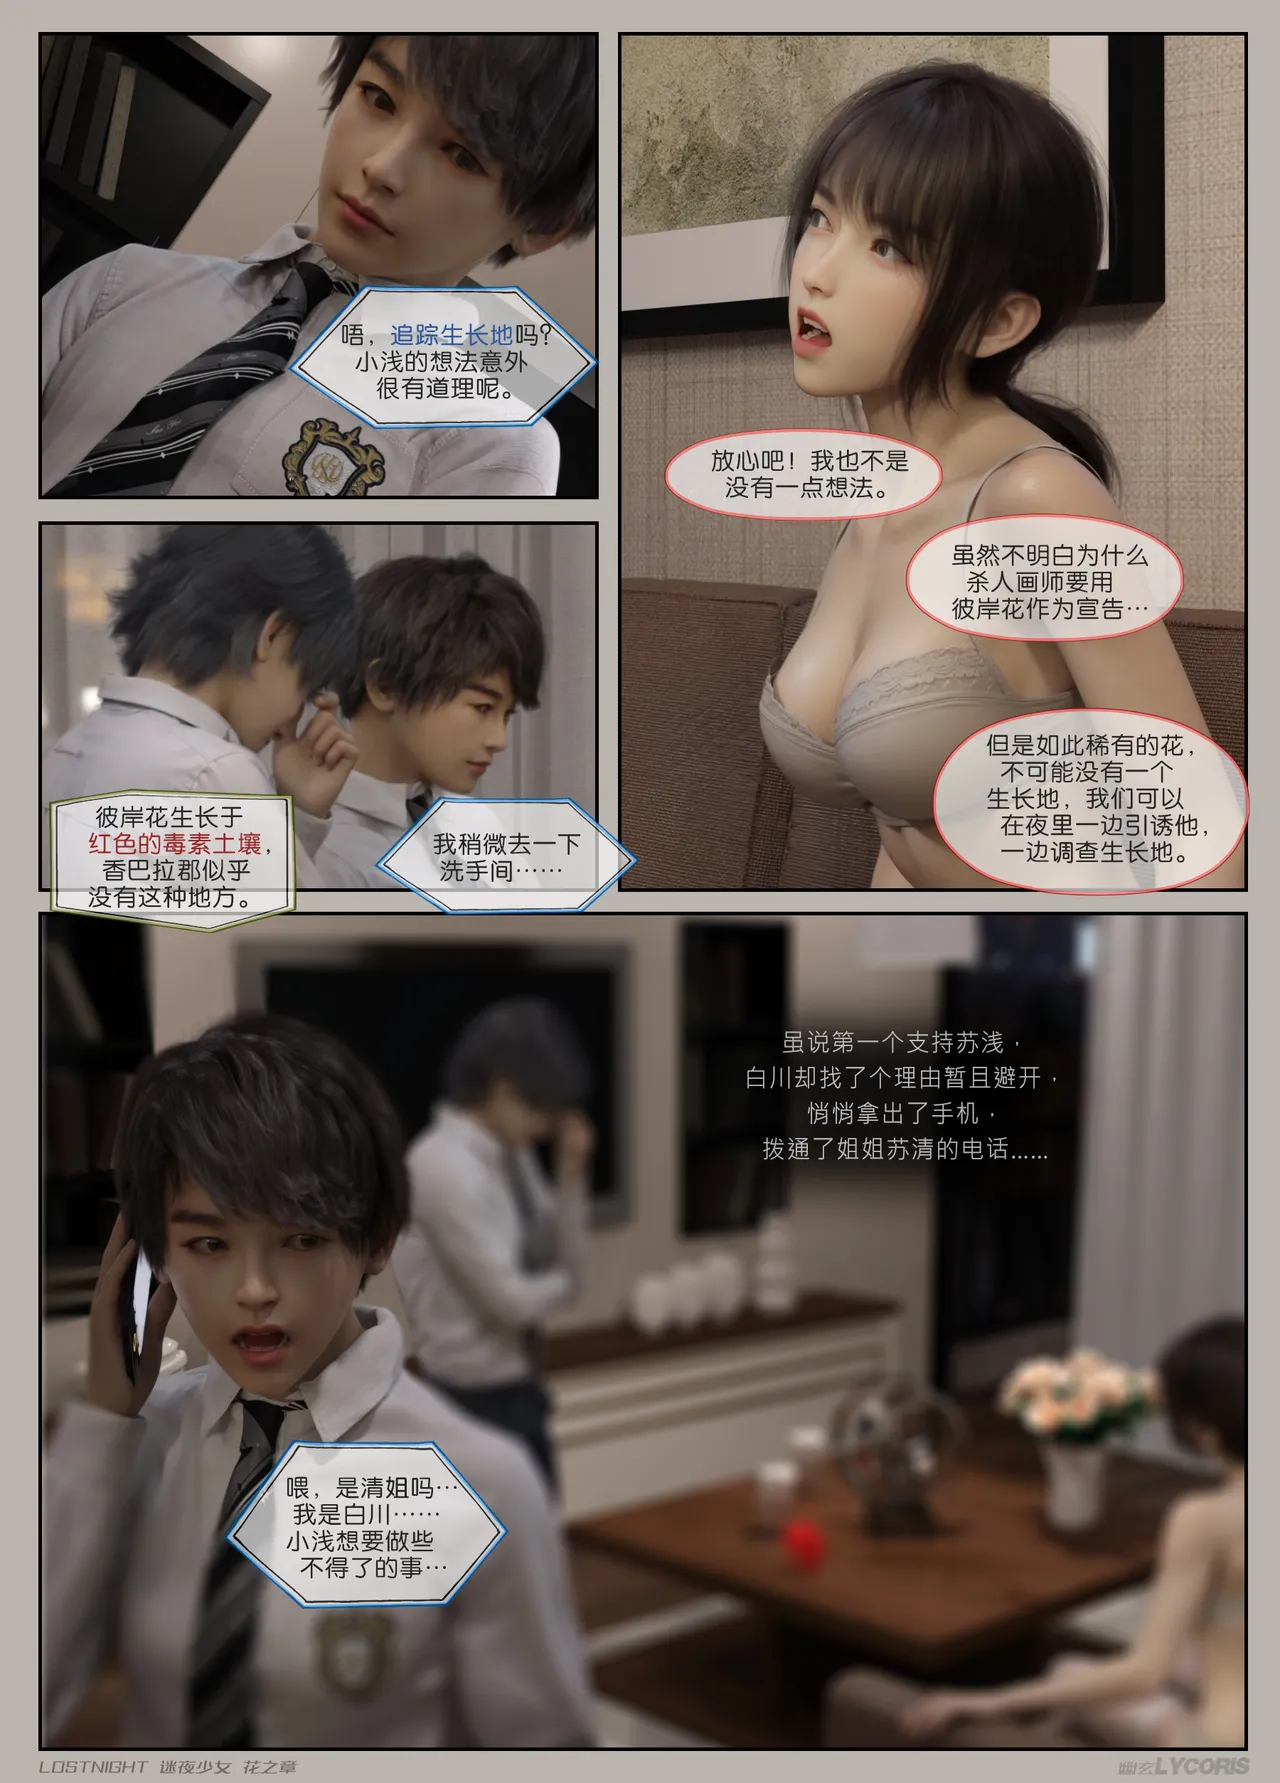 唔，追踪生长地吗？
小浅的想法意外
很有道理呢。
放心吧！我也不是
没有一点想法。
虽然不明白为什么
杀人画师要用
彼岸花作为宣告…
但是如此稀有的花，
不可能没有一个
生长地，我们可以
在夜里一边引诱他，
一边调查生长地。
彼岸花生长于
红色的毒素土壤，
香巴拉郡似乎
没有这种地方。
我稍微去一下
洗手间……
虽说第一个支持苏浅，
白川却找了个理由暂且避开，
悄悄拿出了手机，
拨通了姐姐苏清的电话……
喂，是清姐吗…
我是白川……
小浅想要做些
不得了的事…
LOSTNIGHT 迷夜少女 花之章
幽玄LYCORIS